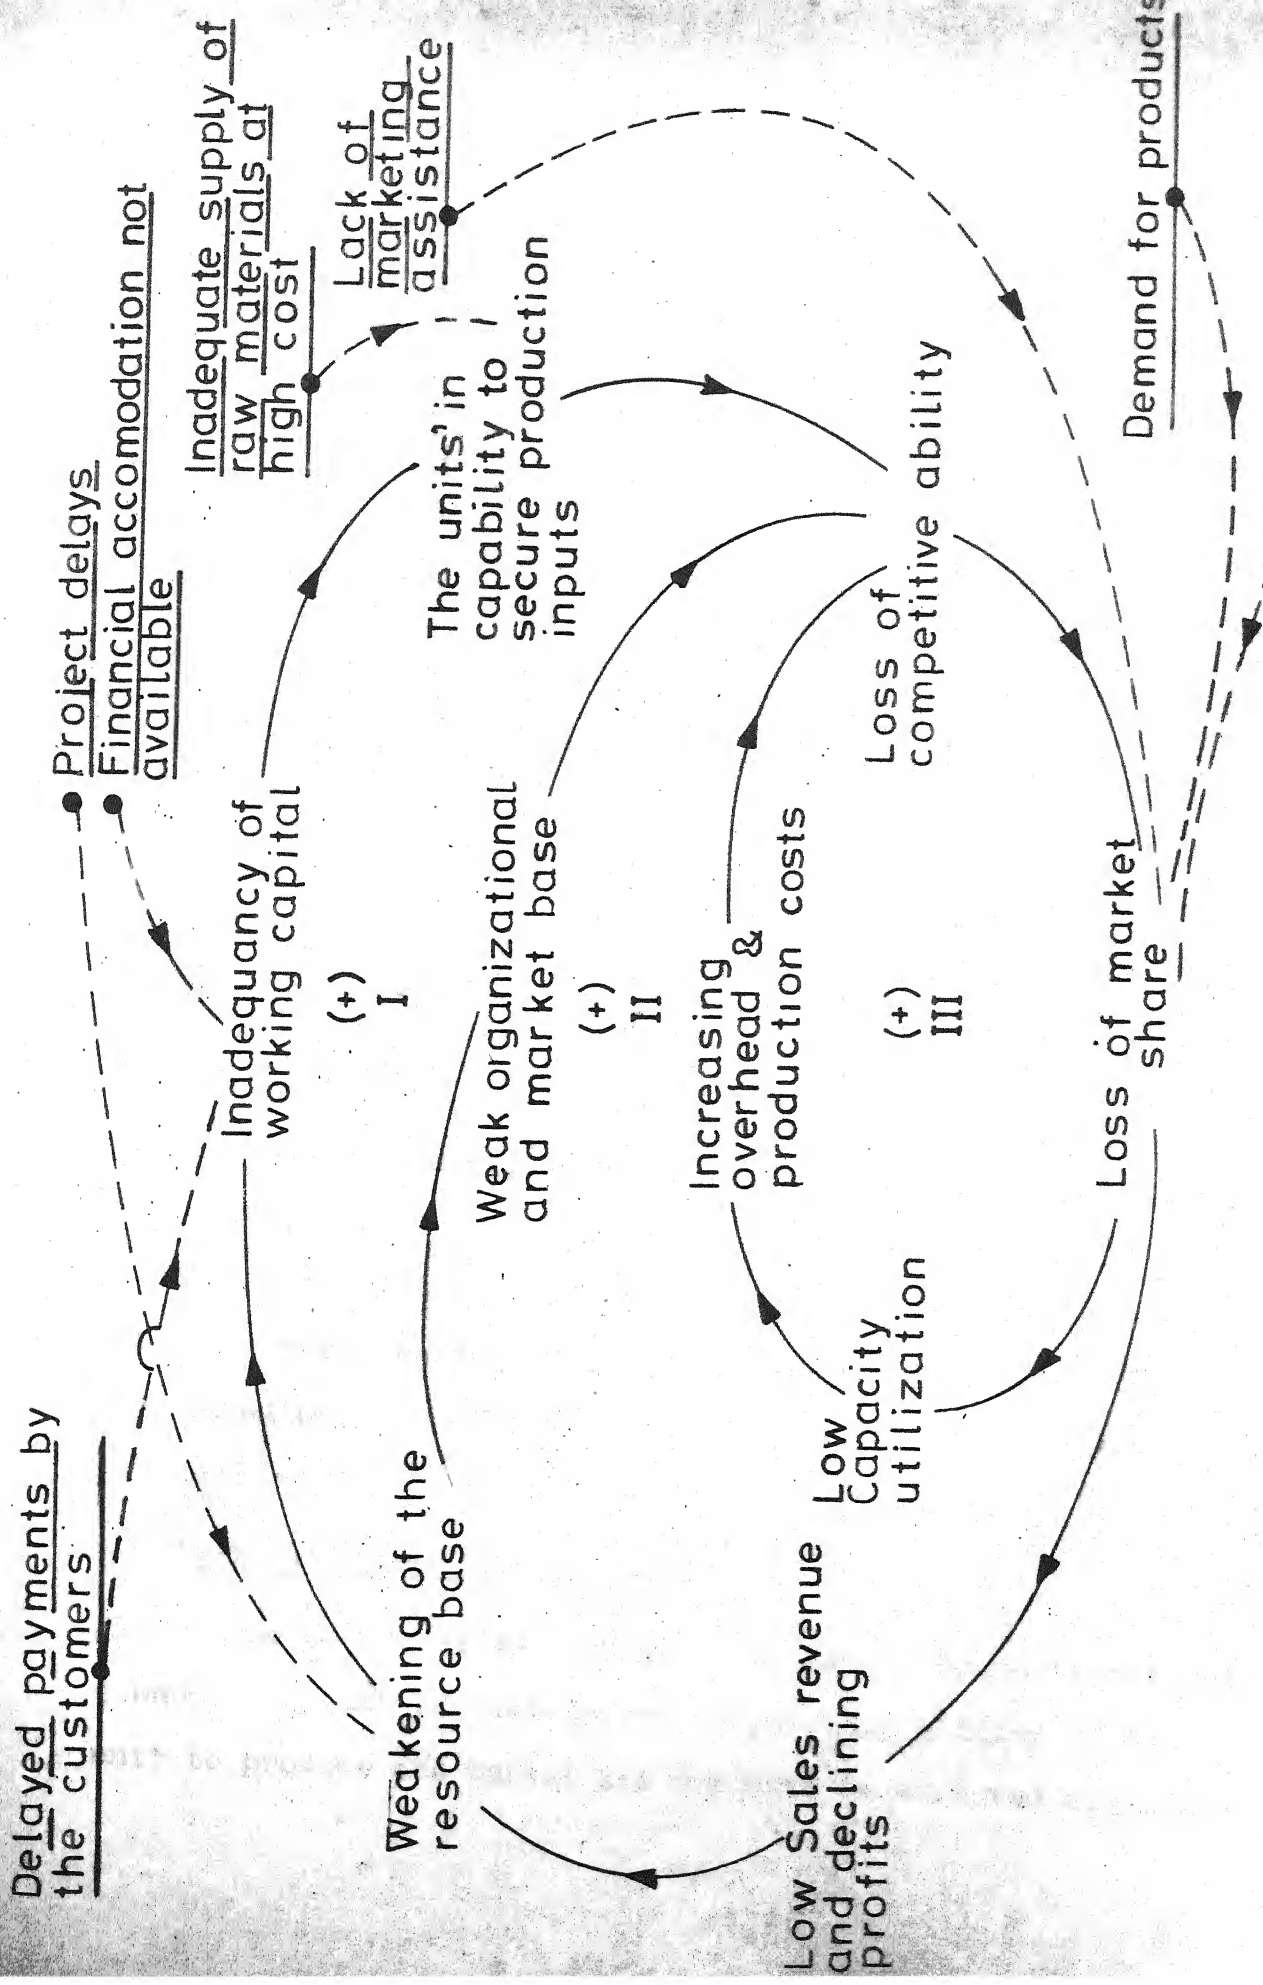 Delayed payments by
the customers
Project delays
Financial accomodation not
available
Inadequate supply of
raw materials at
high cost
Lack of
marketing
assistance
Inadequancy of
working capital
(+)
I
The units' in
capability to
secure production
inputs
Weakening of the
resource base
Weak organizational
and market base
(+)
II
Increasing
overhead &
production costs
Loss of
competitive ability
(+)
III
Low
Capacity
utilization
Low Sales revenue
and declining
profits
Loss of market
share
Demand for products